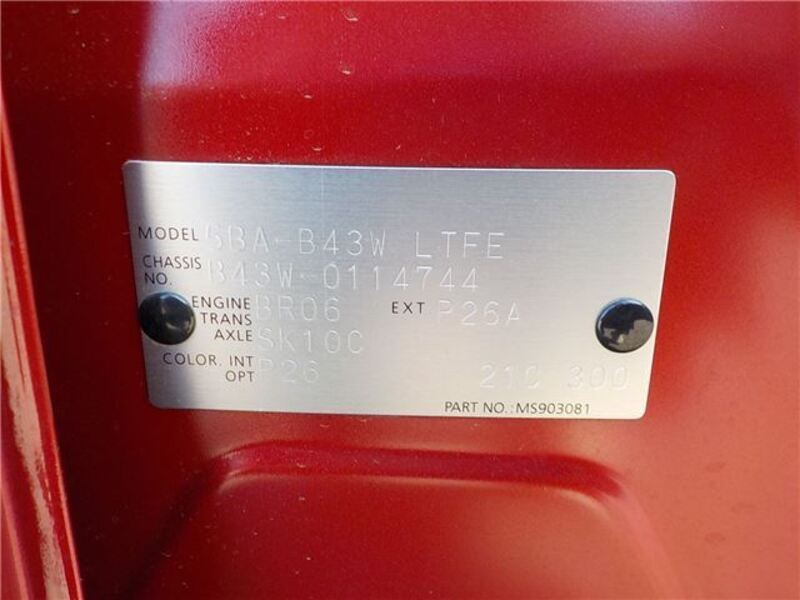 MODEL 5BA-B43W LTFE
CHASSIS NO. B43W-0114744
ENGINE BR06 EXT P26A
TRANS AXLE SK10C
COLOR. INT P26
OPT 21C 300
PART NO.:MS903081